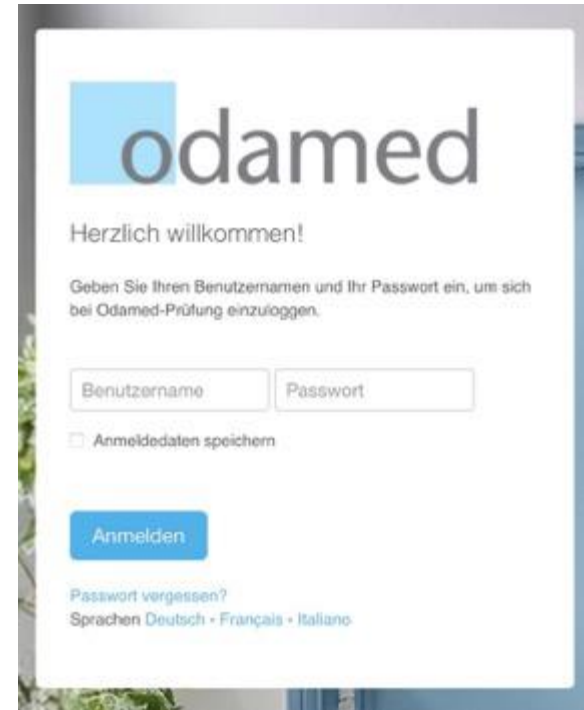 odamed
Herzlich willkommen!
Geben Sie Ihren Benutzernamen und Ihr Passwort ein, um sich
bei Odamed-Prüfung einzuloggen.
Benutzername Passwort
Anmeldedaten speichern
Anmelden
Passwort vergessen?
Sprachen Deutsch • Français • Italiano